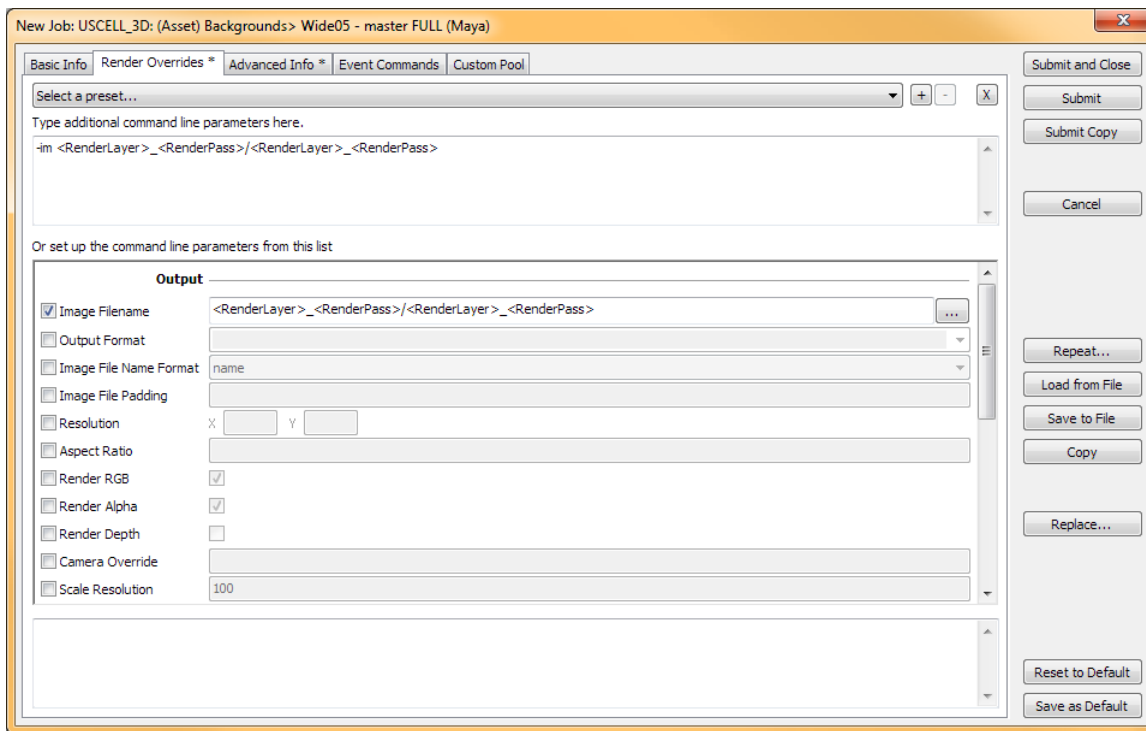 New Job: USCELL_3D: (Asset) Backgrounds> Wide05 - master FULL (Maya)
Basic Info
Render Overrides *
Advanced Info *
Event Commands
Custom Pool
Select a preset...
+
-
X
Type additional command line parameters here.
-im <RenderLayer>_<RenderPass>/<RenderLayer>_<RenderPass>
Or set up the command line parameters from this list
Output
Image Filename <RenderLayer>_<RenderPass>/<RenderLayer>_<RenderPass> ...
Output Format
Image File Name Format name
Image File Padding
Resolution X Y
Aspect Ratio
Render RGB
Render Alpha
Render Depth
Camera Override
Scale Resolution 100
Submit and Close
Submit
Submit Copy
Cancel
Repeat...
Load from File
Save to File
Copy
Replace...
Reset to Default
Save as Default